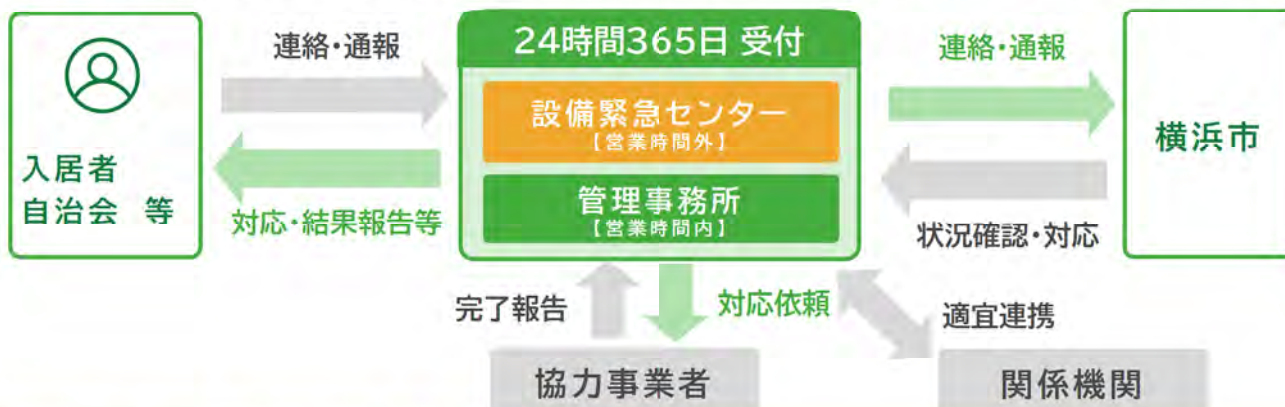 連絡・通報
24時間365日 受付
連絡・通報
設備緊急センター
【営業時間外】
入居者
自治会 等
管理事務所
【営業時間内】
横浜市
対応・結果報告等
状況確認・対応
完了報告
対応依頼
適宜連携
協力事業者
関係機関